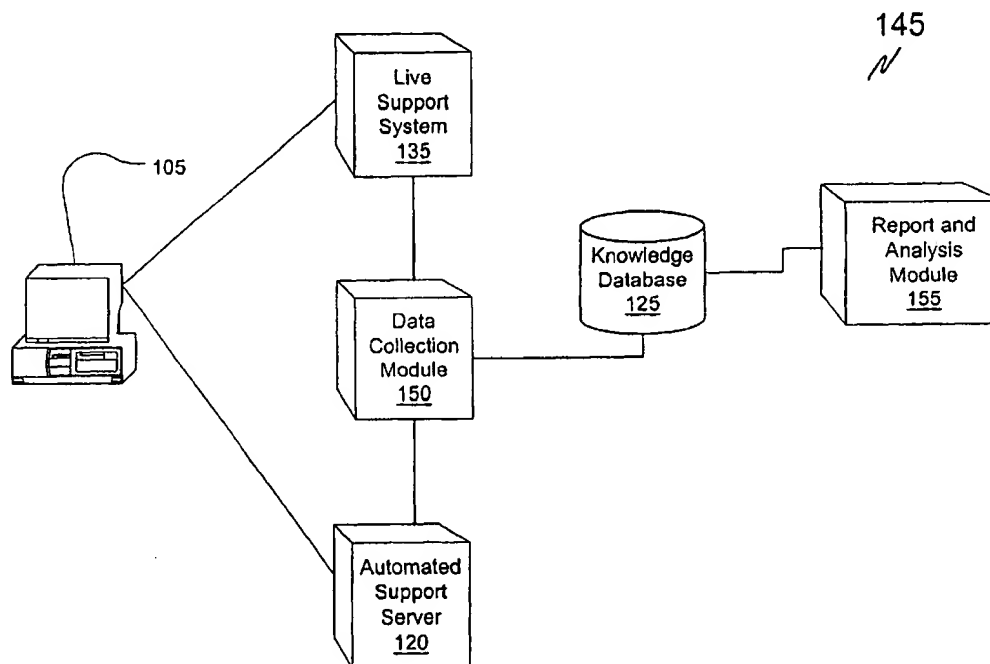 145
Live
Support
System
135
105
Knowledge
Database
125
Report and
Analysis
Module
155
Data
Collection
Module
150
Automated
Support
Server
120